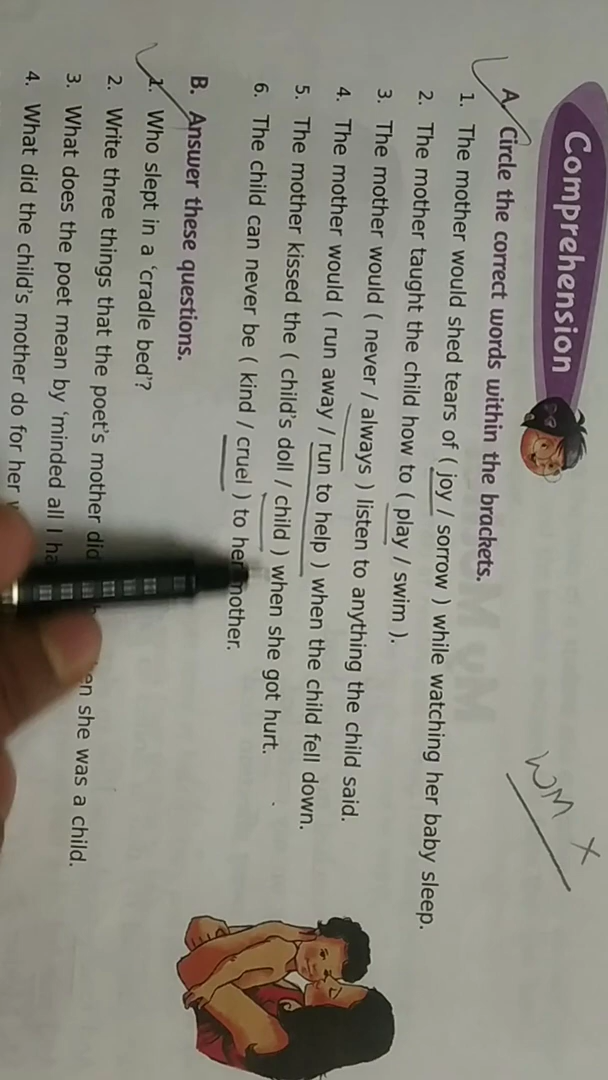 Comprehension
WM X
A. Circle the correct words within the brackets.
1. The mother would shed tears of ( joy / sorrow ) while watching her baby sleep.
2. The mother taught the child how to ( play / swim ).
3. The mother would ( never / always ) listen to anything the child said.
4. The mother would ( run away / run to help ) when the child fell down.
5. The mother kissed the ( child's doll / child ) when she got hurt.
6. The child can never be ( kind / cruel ) to her mother.
B. Answer these questions.
1. Who slept in a 'cradle bed'?
2. Write three things that the poet's mother did she was a child.
3. What does the poet mean by 'minded all I
4. What did the child's mother do for her